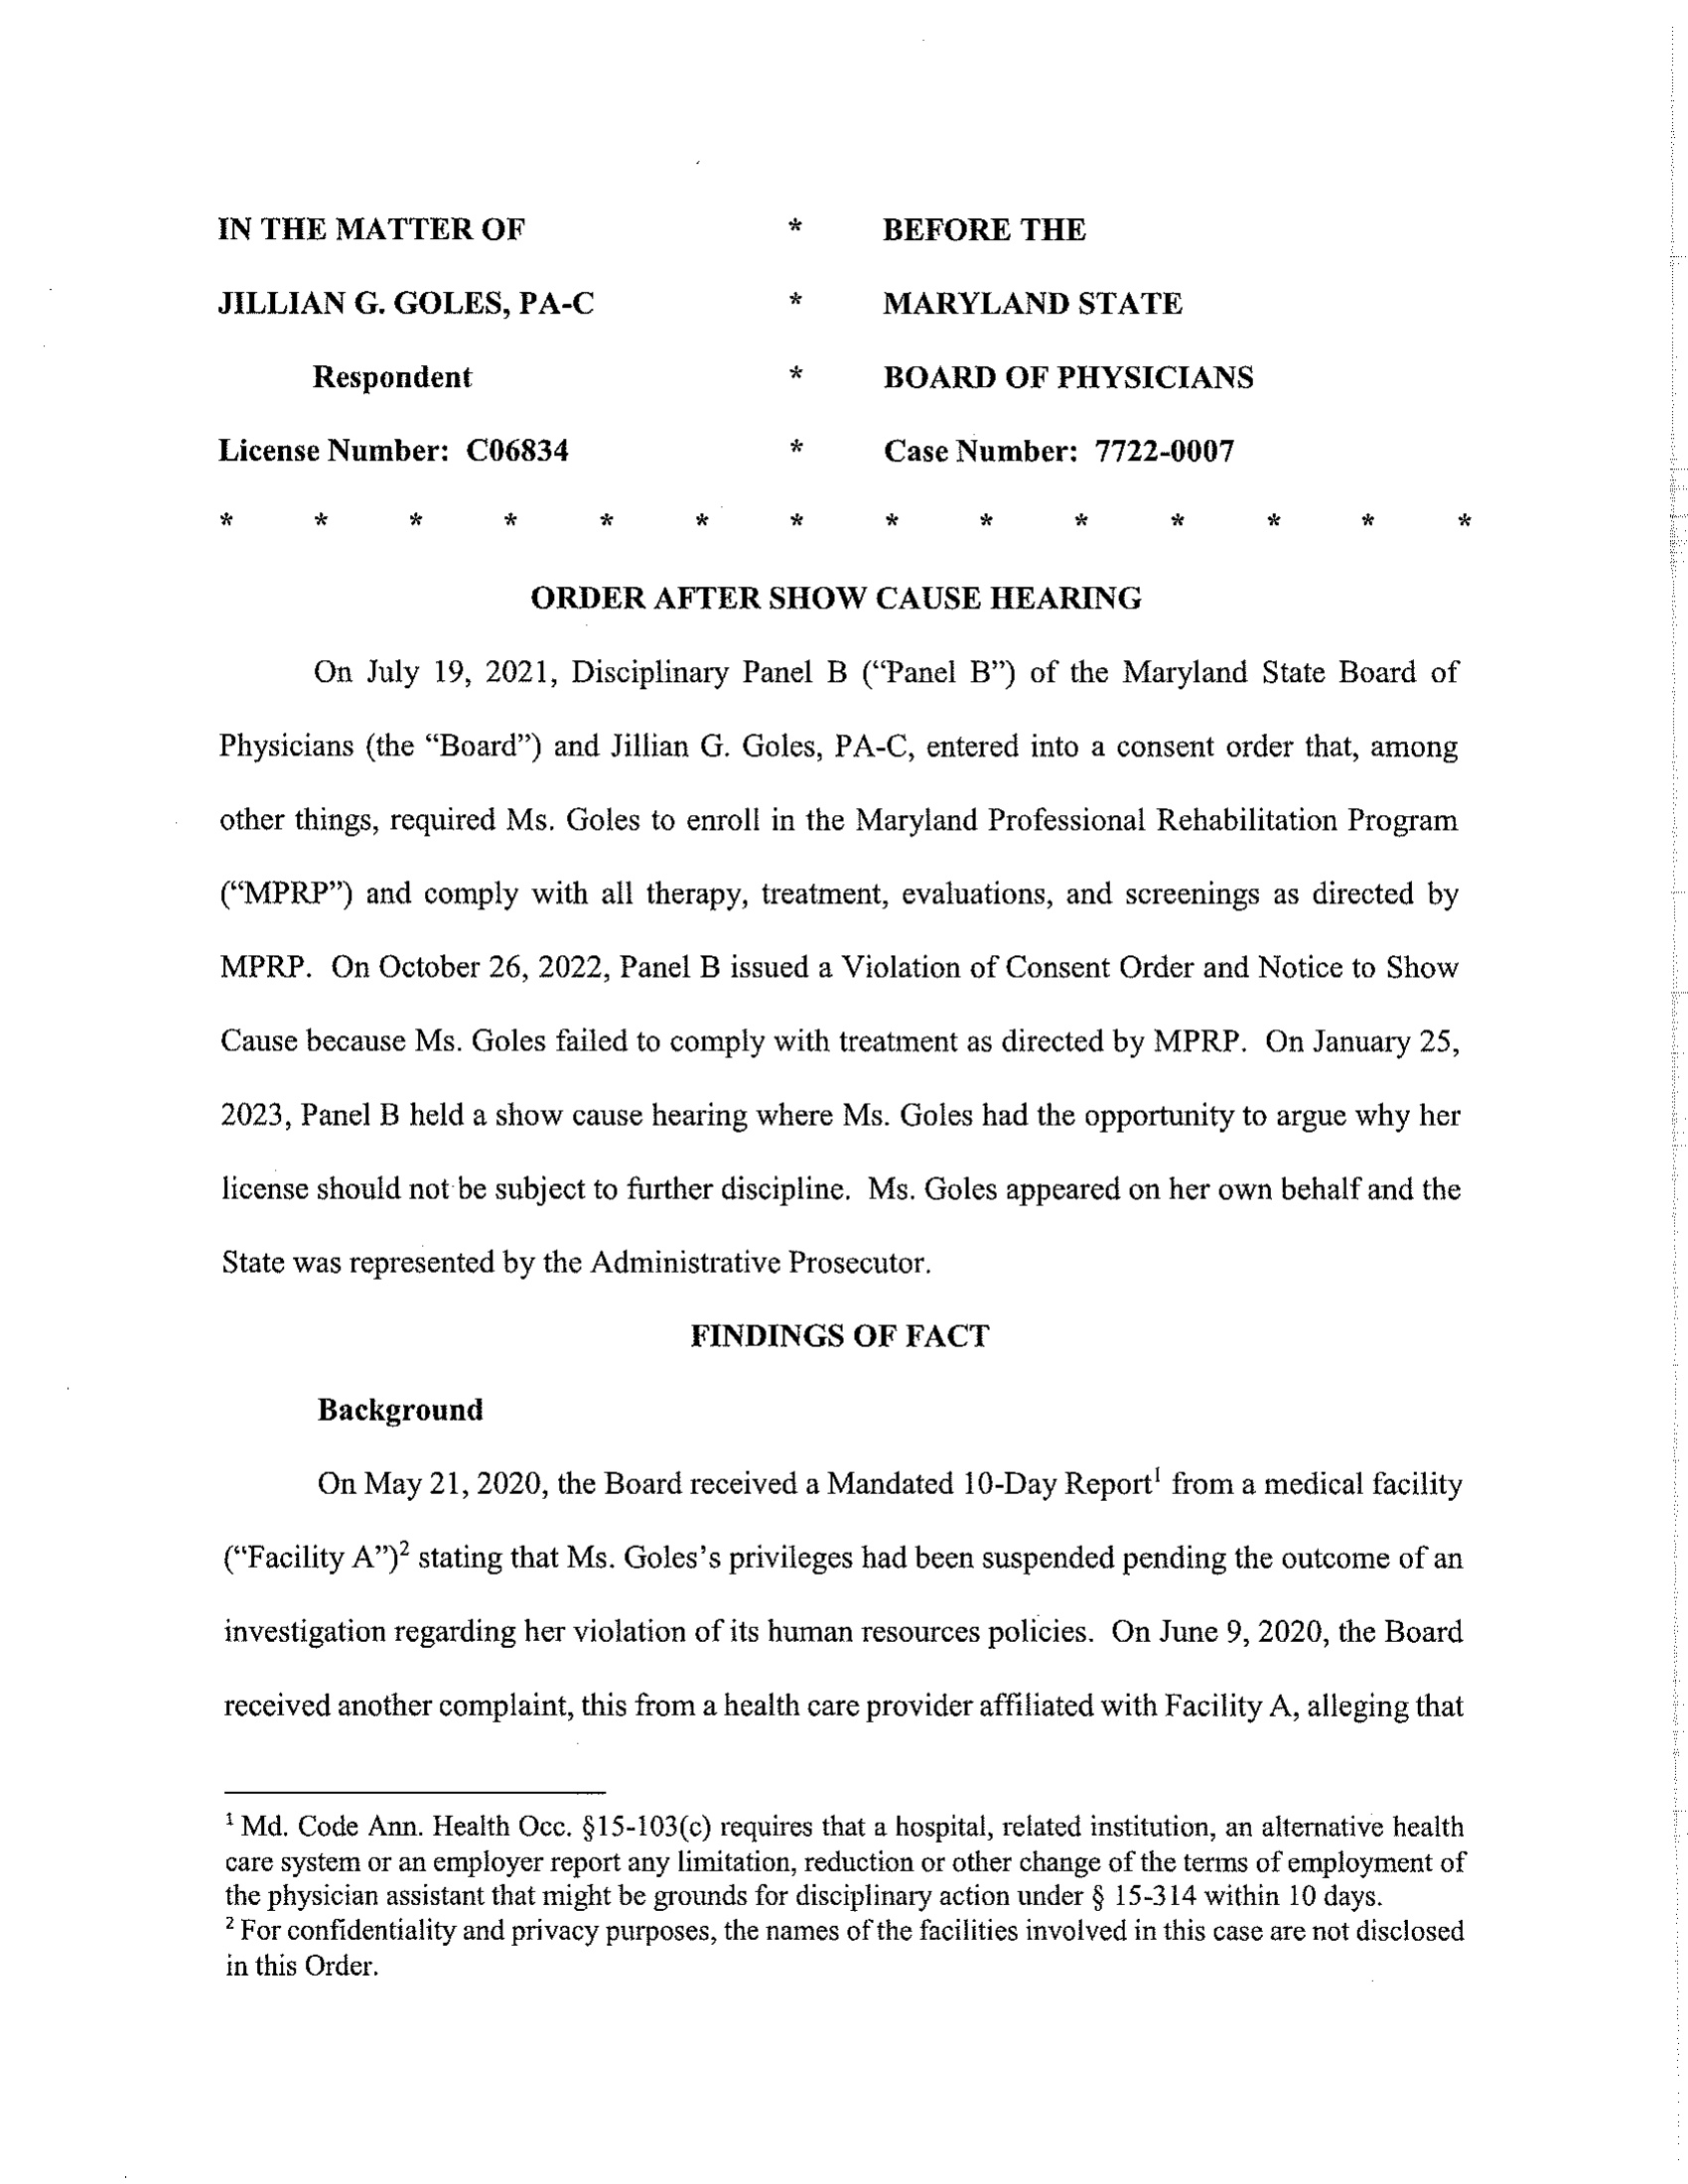 IN THE MATTER OF * BEFORE THE
JILLIAN G. GOLES, PA-C * MARYLAND STATE
Respondent * BOARD OF PHYSICIANS
License Number: C06834 * Case Number: 7722-0007
* * * * * * * * * * * * * *
ORDER AFTER SHOW CAUSE HEARING
On July 19, 2021, Disciplinary Panel B (“Panel B”) of the Maryland State Board of
Physicians (the “Board”) and Jillian G. Goles, PA-C, entered into a consent order that, among
other things, required Ms. Goles to enroll in the Maryland Professional Rehabilitation Program
(“MPRP”) and comply with all therapy, treatment, evaluations, and screenings as directed by
MPRP. On October 26, 2022, Panel B issued a Violation of Consent Order and Notice to Show
Cause because Ms. Goles failed to comply with treatment as directed by MPRP. On January 25,
2023, Panel B held a show cause hearing where Ms. Goles had the opportunity to argue why her
license should not be subject to further discipline. Ms. Goles appeared on her own behalf and the
State was represented by the Administrative Prosecutor.
FINDINGS OF FACT
Background
On May 21, 2020, the Board received a Mandated 10-Day Report¹ from a medical facility
(“Facility A”)² stating that Ms. Goles’s privileges had been suspended pending the outcome of an
investigation regarding her violation of its human resources policies. On June 9, 2020, the Board
received another complaint, this from a health care provider affiliated with Facility A, alleging that
¹ Md. Code Ann. Health Occ. §15-103(c) requires that a hospital, related institution, an alternative health
care system or an employer report any limitation, reduction or other change of the terms of employment of
the physician assistant that might be grounds for disciplinary action under § 15-314 within 10 days.
² For confidentiality and privacy purposes, the names of the facilities involved in this case are not disclosed
in this Order.